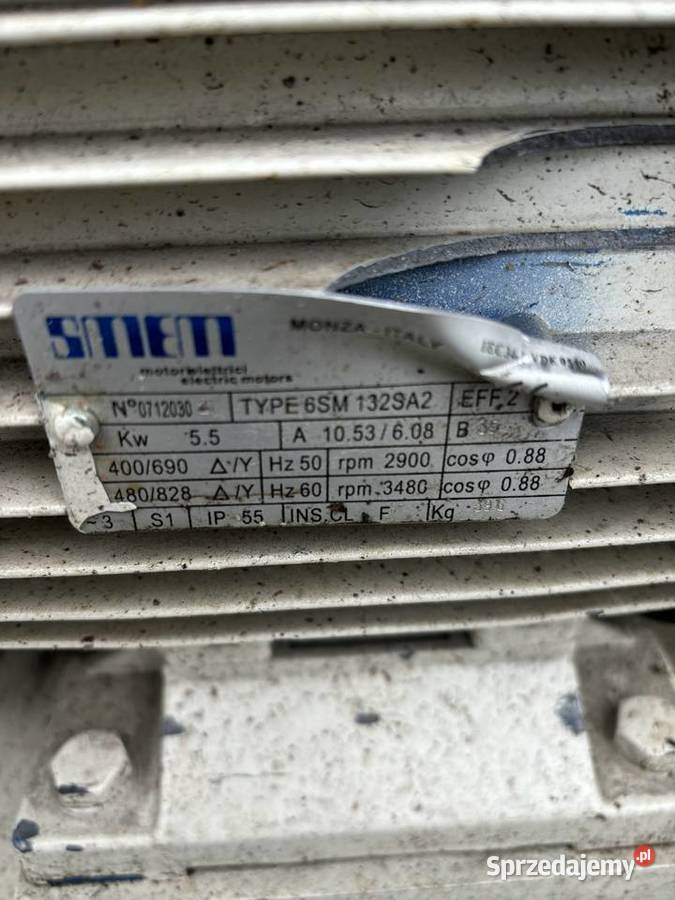 SMEM MONZA - ITALY
motori elettrici
electric motors
N° 0712030 TYPE 6SM 132SA2 EFF.2
Kw 5.5 A 10.53/6.08 B
400/690 Δ/Y Hz 50 rpm 2900 cosφ 0.88
480/828 Δ/Y Hz 60 rpm 3480 cosφ 0.88
~3 S1 IP 55 INS.CL F Kg
Sprzedajemy.pl